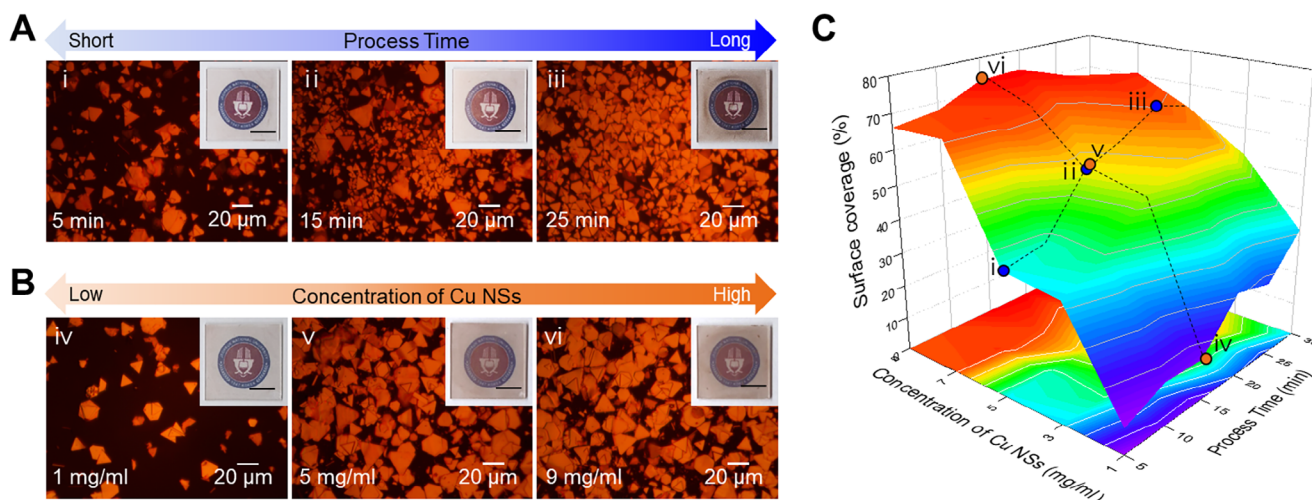 A
Short
Process Time
Long
i
ii
iii
5 min
20 µm
15 min
20 µm
25 min
20 µm
B
Low
Concentration of Cu NSs
High
iv
v
vi
1 mg/ml
20 µm
5 mg/ml
20 µm
9 mg/ml
20 µm
C
Surface coverage (%)
80
70
60
50
40
30
20
10
vi
iii
v
ii
i
iv
9
7
5
3
1
Concentration of Cu NSs (mg/ml)
5
10
15
20
25
Process Time (min)